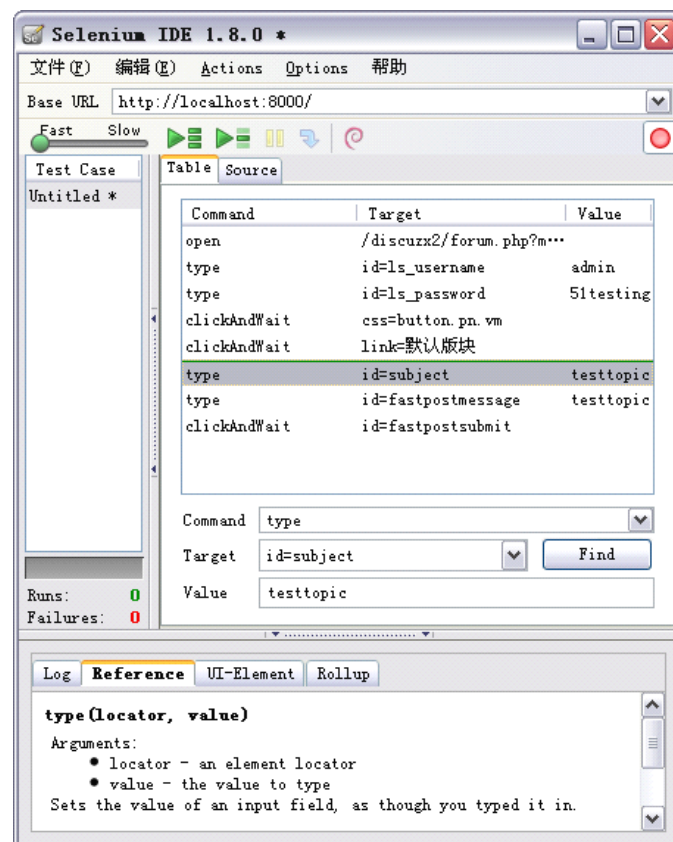 Selenium IDE 1.8.0 *
文件(F) 编辑(E) Actions Options 帮助
Base URL http://localhost:8000/
Fast Slow
Test Case
Untitled *
Table Source
Command Target Value
open /discuzx2/forum.php?m···
type id=ls_username admin
type id=ls_password 51testing
clickAndWait css=button.pn.vm
clickAndWait link=默认版块
type id=subject testtopic
type id=fastpostmessage testtopic
clickAndWait id=fastpostsubmit
Command type
Target id=subject Find
Value testtopic
Runs: 0
Failures: 0
Log Reference UI-Element Rollup
type(locator, value)
Arguments:
● locator - an element locator
● value - the value to type
Sets the value of an input field, as though you typed it in.